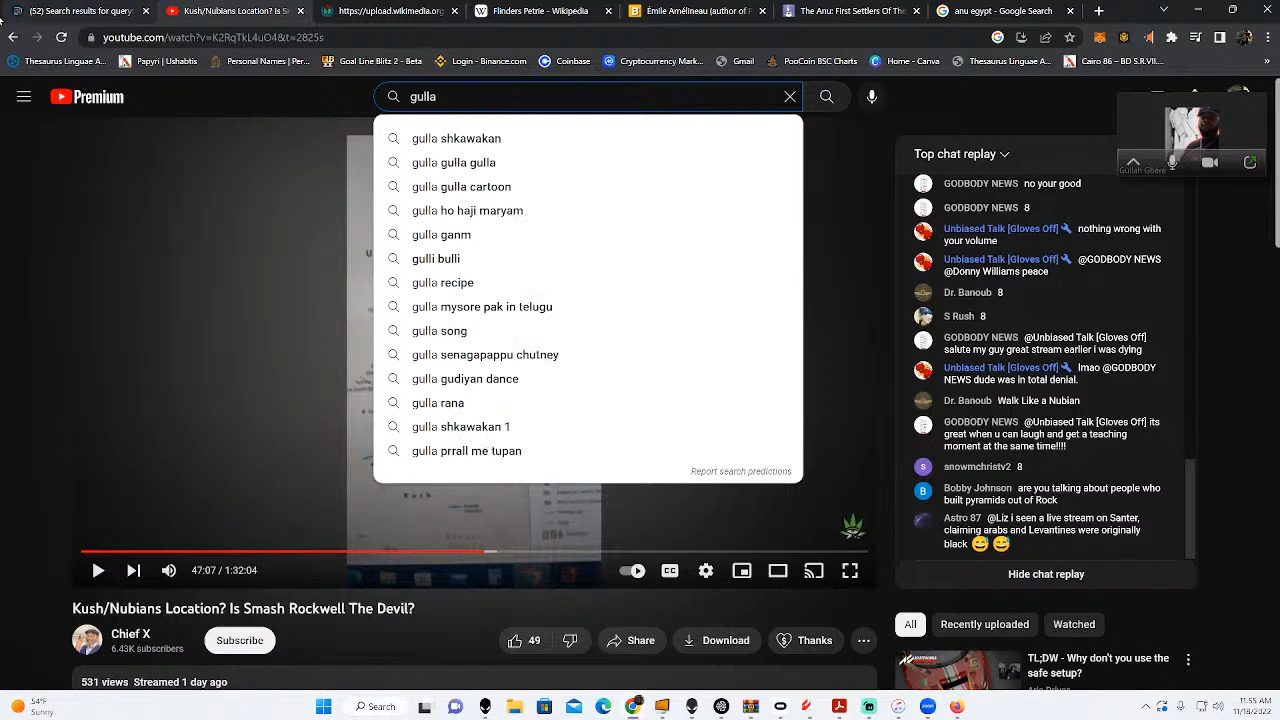 (5) Search results for query
Kush/Nubians Location? Is S
https://upload.wikimedia.org
Flinders Petrie - Wikipedia
Émile Amélineau (author of
The Anu: First Settlers Of The
anu egypt - Google Search
youtube.com/watch?v=K2RqTkL4uO4&t=2825s
Thesaurus Linguae A...
Papyri | Ishtables
Personal Names | Pe...
Goal Line Blitz 2 - Beta
Login - Binance.com
Coinbase
Cryptocurrency Mark...
Gmail
PooCoin BSC Charts
Home - Canva
Thesaurus Linguae A...
Cairo 86 – BD S.R.VII....
Premium
gulla
gulla shkawakan
gulla gulla gulla
gulla gulla cartoon
gulla ho haji maryam
gulla ganm
gulli bulli
gulla recipe
gulla mysore pak in telugu
gulla song
gulla senagapappu chutney
gulla gudiyan dance
gulla rana
gulla shkawakan 1
gulla prrall me tupan
Report search predictions
Kush
47:07 / 1:32:04
Kush/Nubians Location? Is Smash Rockwell The Devil?
Chief X
6.43K subscribers
Subscribe
49
Share
Download
Thanks
531 views Streamed 1 day ago
Top chat replay
Gullah Gbere
GODBODY NEWS no your good
GODBODY NEWS 8
Unbiased Talk [Gloves Off] nothing wrong with
your volume
Unbiased Talk [Gloves Off] @GODBODY NEWS
@Donny Williams peace
Dr. Banoub 8
S Rush 8
GODBODY NEWS @Unbiased Talk [Gloves Off]
salute my guy great stream earlier i was dying
Unbiased Talk [Gloves Off] lmao @GODBODY
NEWS dude was in total denial.
Dr. Banoub Walk Like a Nubian
GODBODY NEWS @Unbiased Talk [Gloves Off] its
great when u can laugh and get a teaching
moment at the same time!!!!
snowmchristv2 8
Bobby Johnson are you talking about people who
built pyramids out of Rock
Astro 87 @Liz i seen a live stream on Santer,
claiming arabs and Levantines were originally
black 😅 😅
Hide chat replay
All
Recently uploaded
Watched
TL;DW - Why don't you use the
safe setup?
54°F
Sunny
Search
zoom
11:55 AM
11/18/2022